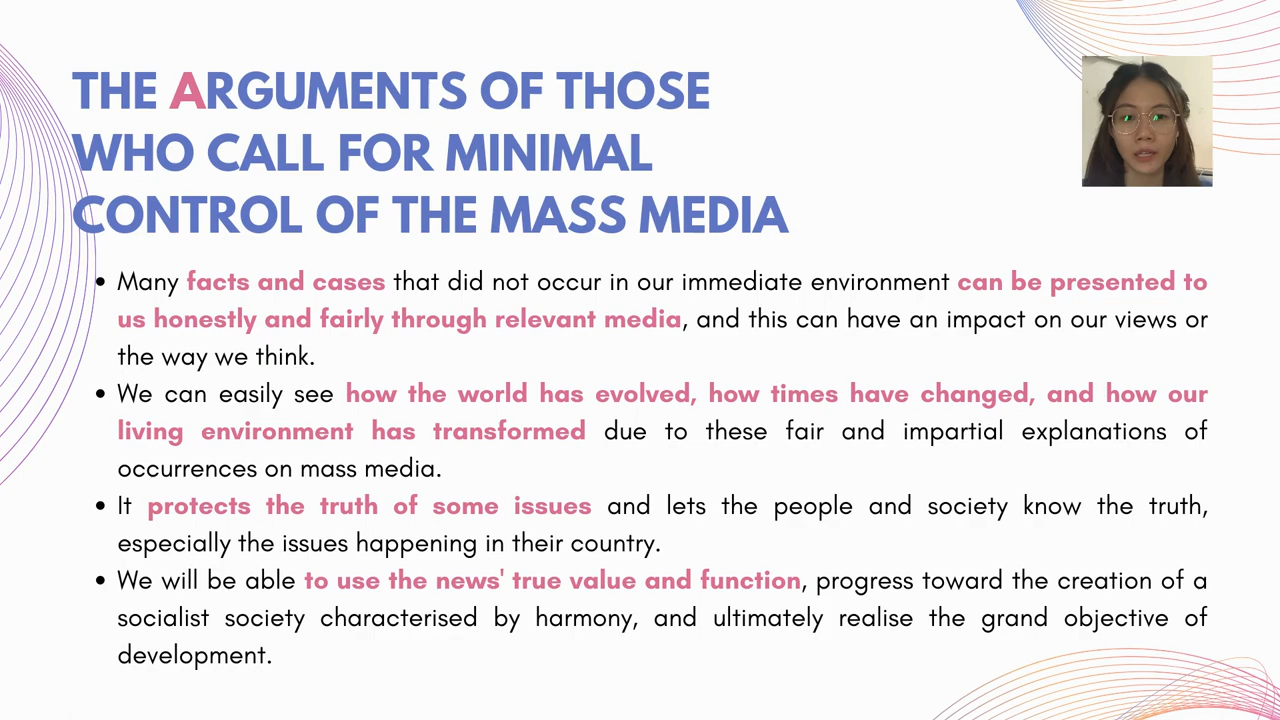 THE ARGUMENTS OF THOSE
WHO CALL FOR MINIMAL
CONTROL OF THE MASS MEDIA
• Many facts and cases that did not occur in our immediate environment can be presented to
us honestly and fairly through relevant media, and this can have an impact on our views or
the way we think.
• We can easily see how the world has evolved, how times have changed, and how our
living environment has transformed due to these fair and impartial explanations of
occurrences on mass media.
• It protects the truth of some issues and lets the people and society know the truth,
especially the issues happening in their country.
• We will be able to use the news' true value and function, progress toward the creation of a
socialist society characterised by harmony, and ultimately realise the grand objective of
development.